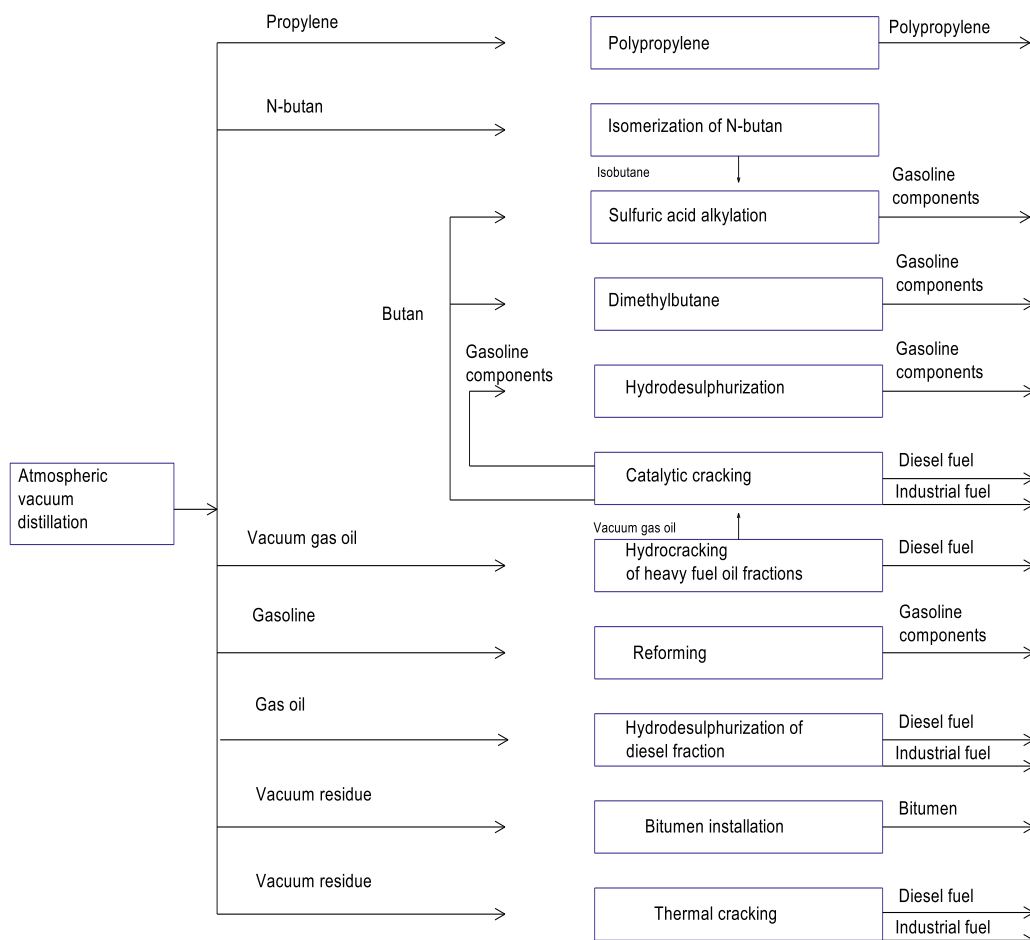 Propylene
Polypropylene
Polypropylene
N-butan
Isomerization of N-butan
Isobutane
Gasoline
components
Sulfuric acid alkylation
Gasoline
components
Dimethylbutane
Butan
Gasoline
components
Gasoline
components
Hydrodesulphurization
Atmospheric
vacuum
distillation
Catalytic cracking
Diesel fuel
Industrial fuel
Vacuum gas oil
Vacuum gas oil
Hydrocracking
of heavy fuel oil fractions
Diesel fuel
Gasoline
Reforming
Gasoline
components
Gas oil
Hydrodesulphurization of
diesel fraction
Diesel fuel
Industrial fuel
Vacuum residue
Bitumen installation
Bitumen
Vacuum residue
Thermal cracking
Diesel fuel
Industrial fuel